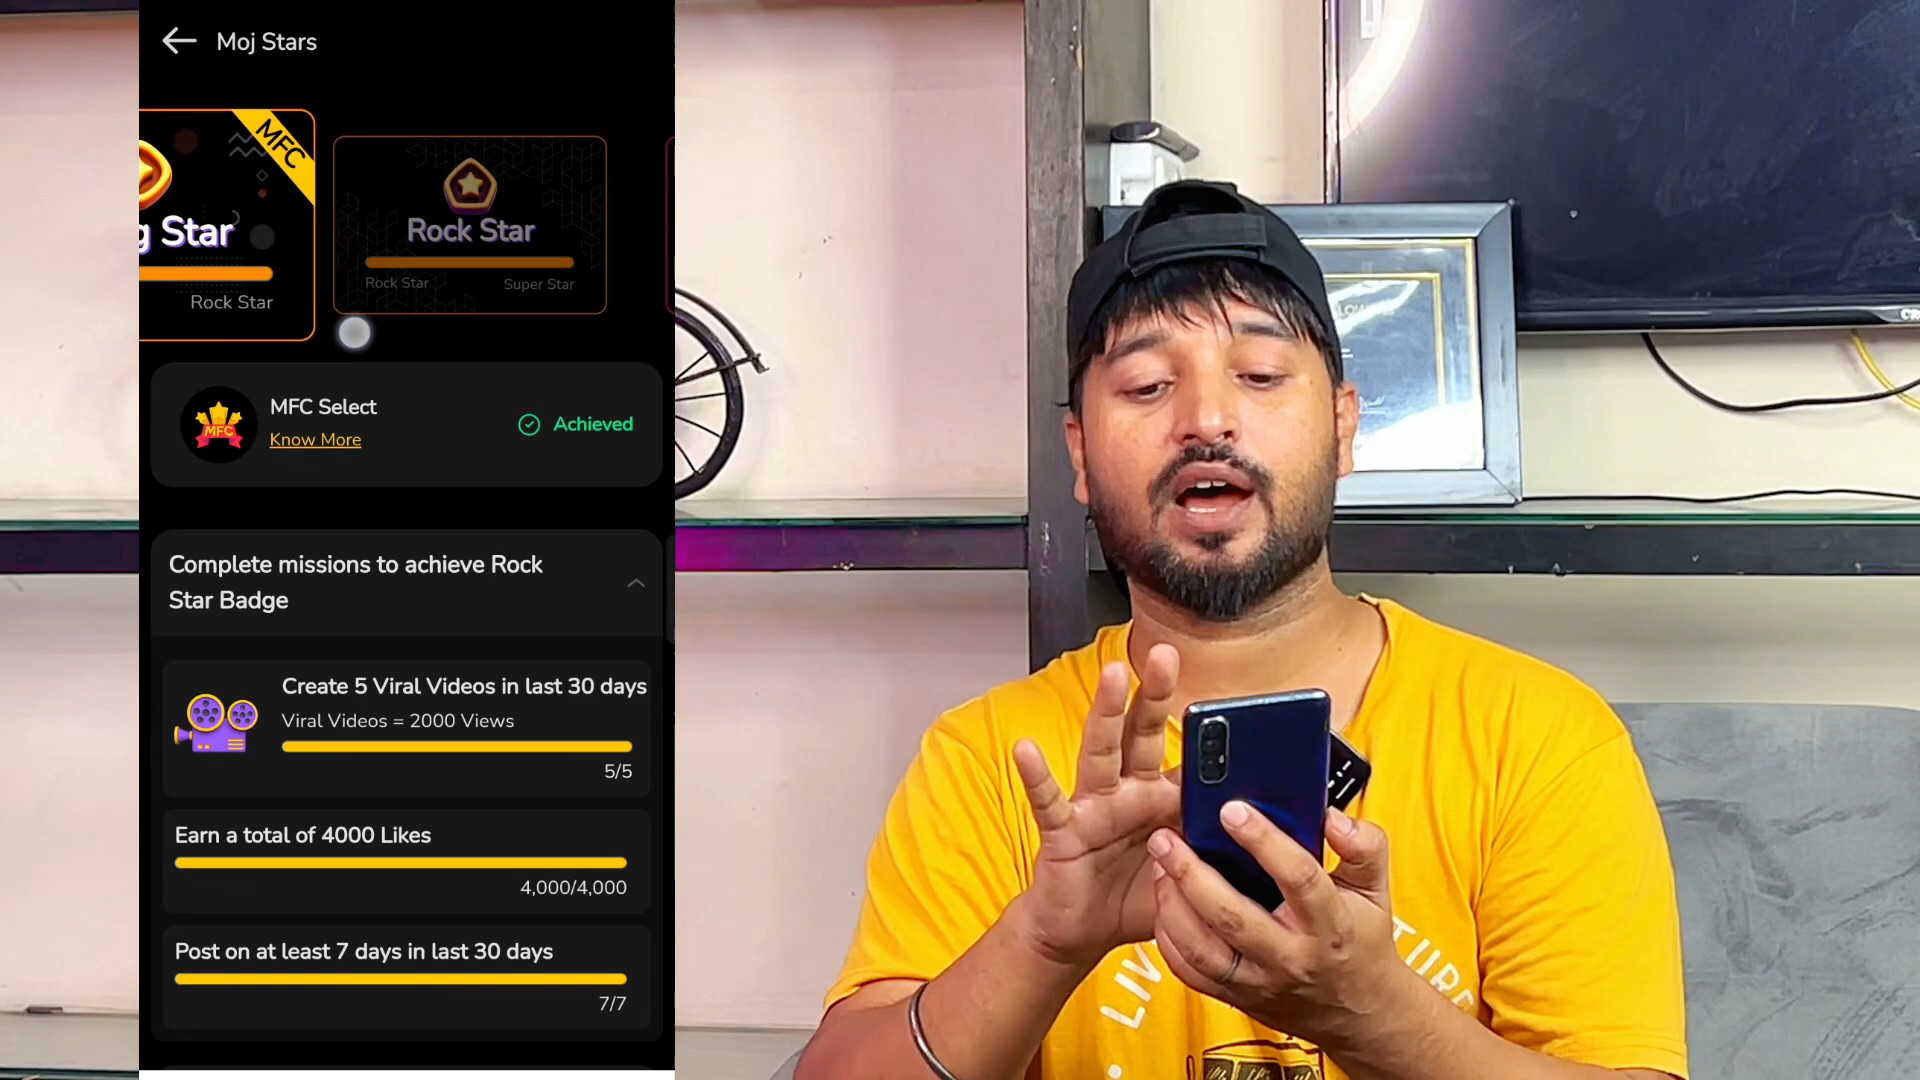 Moj Stars
MFC
g Star
Rock Star
Rock Star
Rock Star
Super Star
MFC
MFC Select
Know More
Achieved
Complete missions to achieve Rock
Star Badge
Create 5 Viral Videos in last 30 days
Viral Videos = 2000 Views
5/5
Earn a total of 4000 Likes
4,000/4,000
Post on at least 7 days in last 30 days
7/7